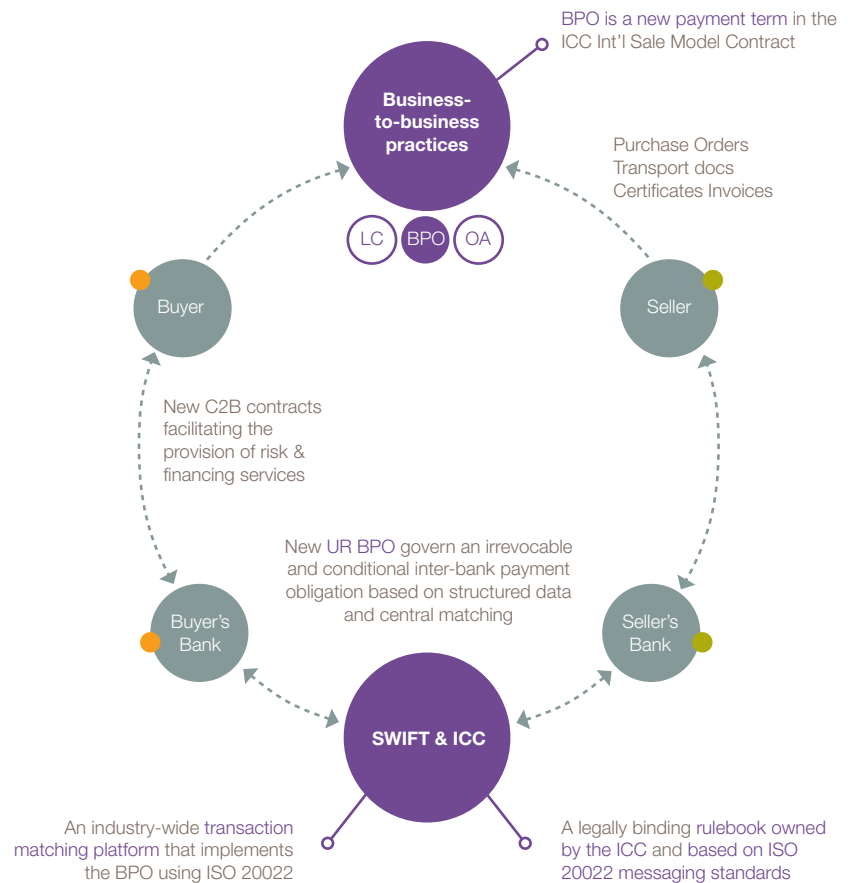 BPO is a new payment term in the
ICC Int’l Sale Model Contract
Business-
to-business
practices
Purchase Orders
Transport docs
Certificates Invoices
LC
BPO
OA
Buyer
Seller
New C2B contracts
facilitating the
provision of risk &
financing services
New UR BPO govern an irrevocable
and conditional inter-bank payment
obligation based on structured data
and central matching
Buyer’s
Bank
Seller’s
Bank
SWIFT & ICC
An industry-wide transaction
matching platform that implements
the BPO using ISO 20022
A legally binding rulebook owned
by the ICC and based on ISO
20022 messaging standards